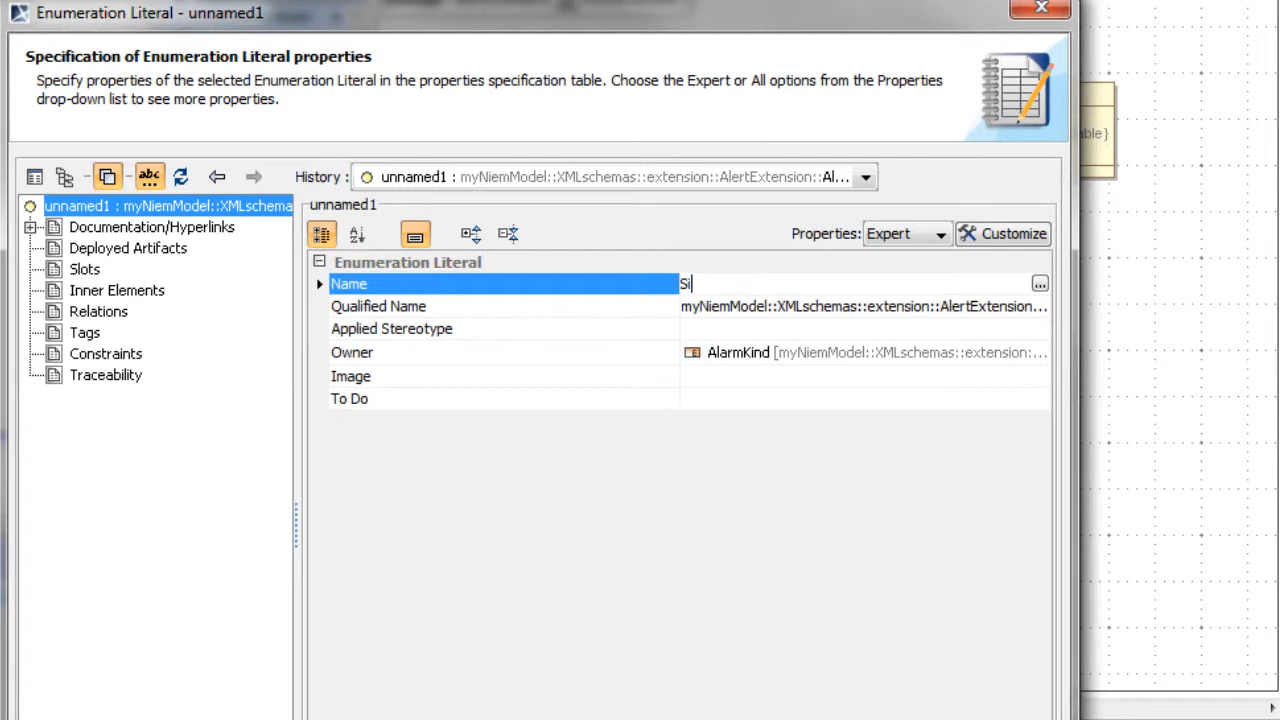 Enumeration Literal - unnamed1
Specification of Enumeration Literal properties
Specify properties of the selected Enumeration Literal in the properties specification table. Choose the Expert or All options from the Properties
drop-down list to see more properties.
abc
History :
unnamed1 : myNiemModel::XMLschemas::extension::AlertExtension::Al...
unnamed1 : myNiemModel::XMLschema
Documentation/Hyperlinks
Deployed Artifacts
Slots
Inner Elements
Relations
Tags
Constraints
Traceability
unnamed1
Properties: Expert
Customize
Enumeration Literal
Name Si ...
Qualified Name myNiemModel::XMLschemas::extension::AlertExtension...
Applied Stereotype
Owner AlarmKind [myNiemModel::XMLschemas::extension:...
Image
To Do
able}